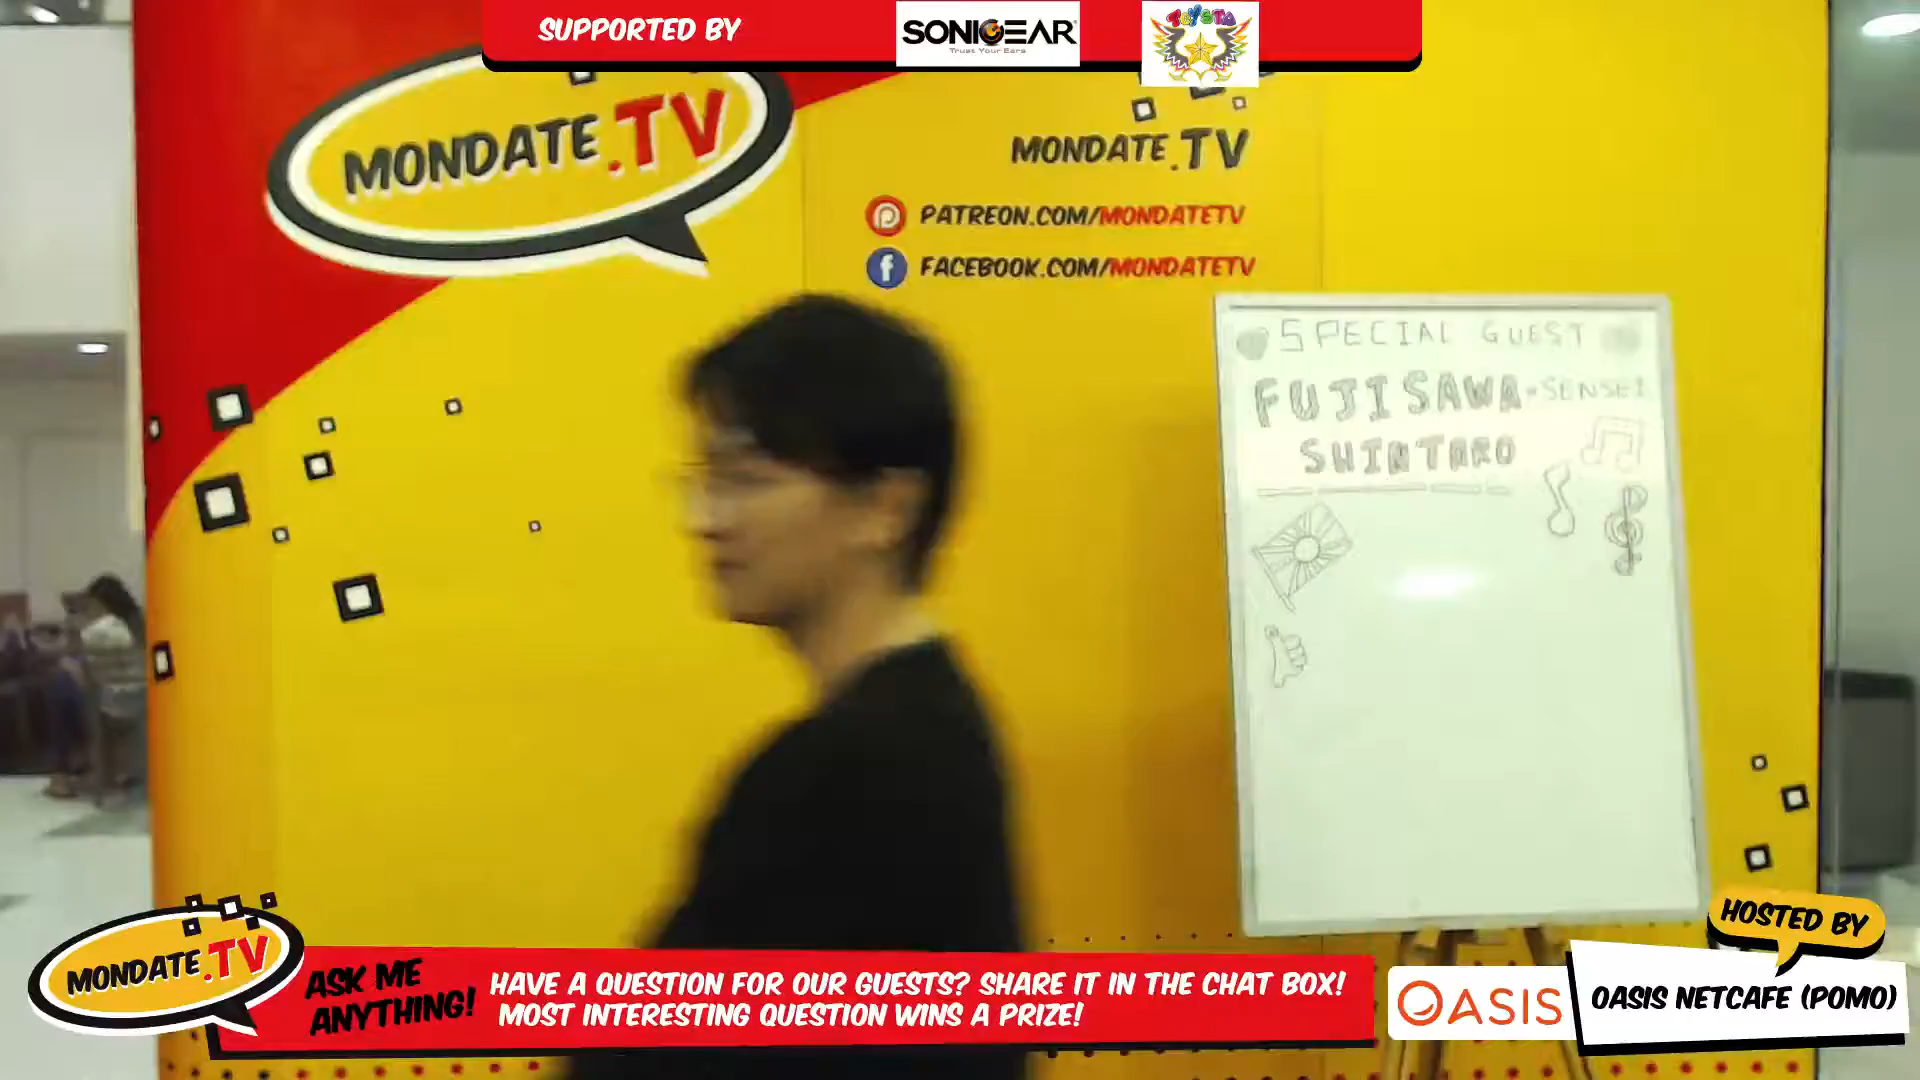 SUPPORTED BY
SONICGEAR
Trust Your Ears
TOYSTA
MONDATE.TV
MONDATE.TV
PATREON.COM/MONDATETV
FACEBOOK.COM/MONDATETV
SPECIAL GUEST
FUJISAWA-SENSEI
SHINTARO
MONDATE.TV
ASK ME
ANYTHING!
HAVE A QUESTION FOR OUR GUESTS? SHARE IT IN THE CHAT BOX!
MOST INTERESTING QUESTION WINS A PRIZE!
OASIS
HOSTED BY
OASIS NETCAFE (POMO)